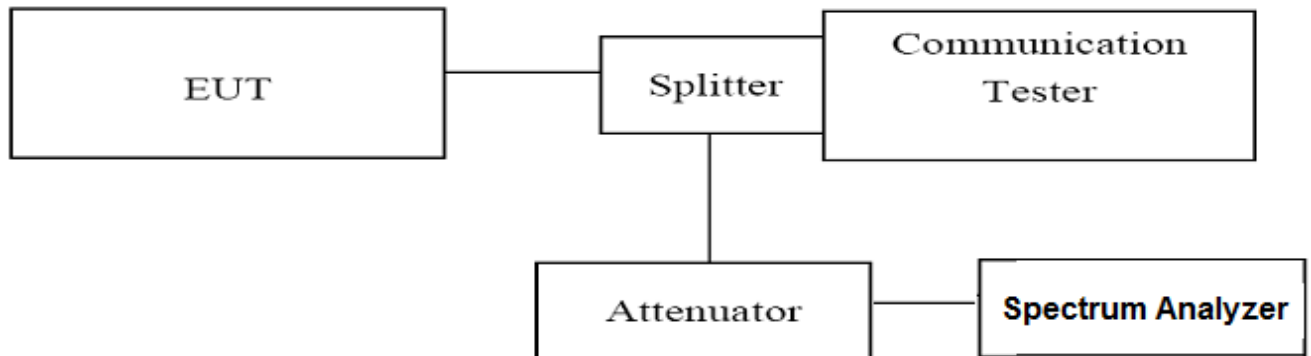 EUT
Splitter
Communication
Tester
Attenuator
Spectrum Analyzer